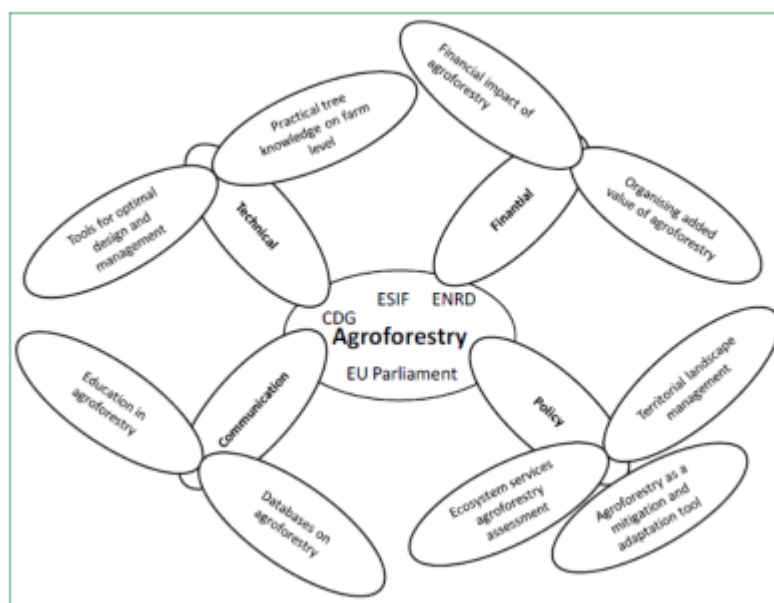 Financial impact of
agroforestry
Practical tree
knowledge on farm
level
Organising added
value of
agroforestry
Tools for optimal
design and
management
Technical
Finantial
ESIF ENRD
CDG
Agroforestry
EU Parliament
Education in
agroforestry
Communication
Databases on
agroforestry
Policy
Territorial landscape
management
Ecosystem services
agroforestry
assessment
Agroforestry as a
mitigation and
adaptation tool